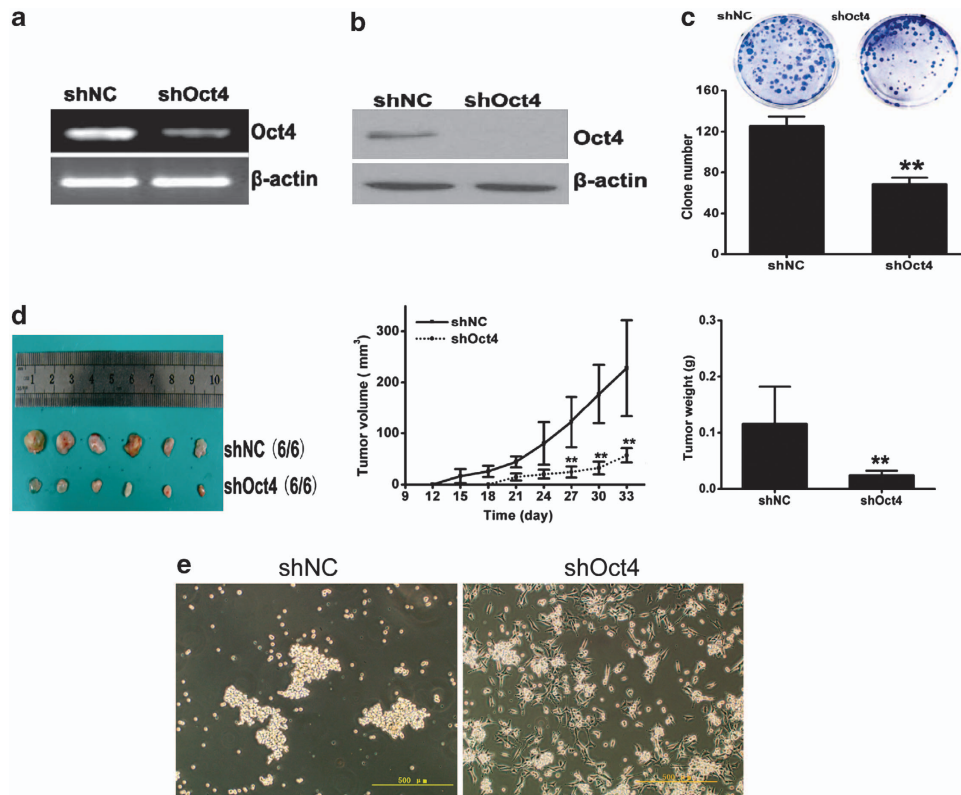 a
shNC shOct4
Oct4
β-actin
b
shNC shOct4
Oct4
β-actin
c
shNC shOct4
160
120
80
40
0
Clone number
**
shNC shOct4
d
1 2 3 4 5 6 7 8 9 10
shNC (6/6)
shOct4 (6/6)
shNC
shOct4
300
200
100
0
Tumor volume ( mm³)
** ** **
9 12 15 18 21 24 27 30 33
Time (day)
0.3
0.2
0.1
0.0
Tumor weight (g)
**
shNC shOct4
e
shNC shOct4
500 μm
500 μm